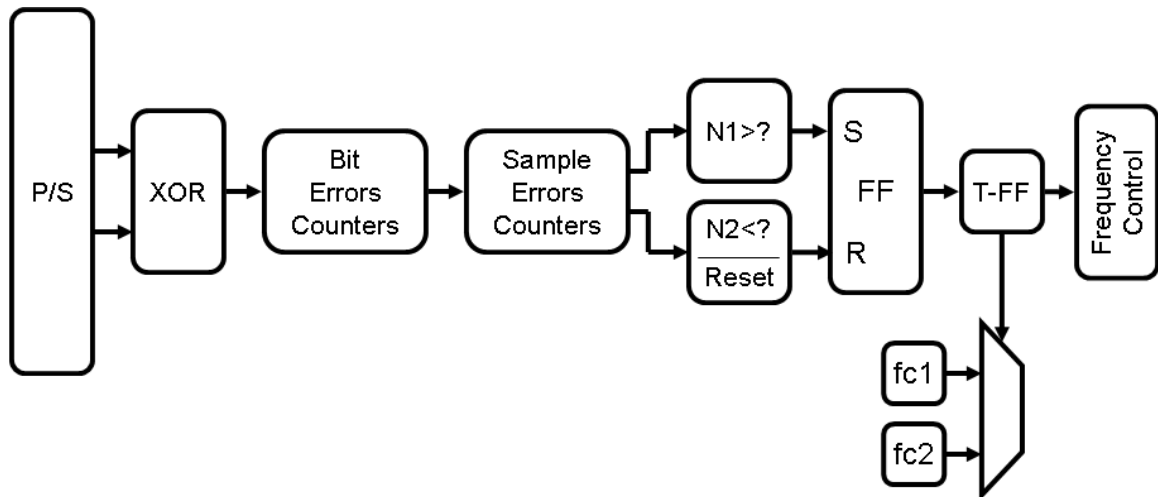 P/S
XOR
Bit
Errors
Counters
Sample
Errors
Counters
N1>?
N2<?
Reset
S
FF
R
T-FF
Frequency
Control
fc1
fc2